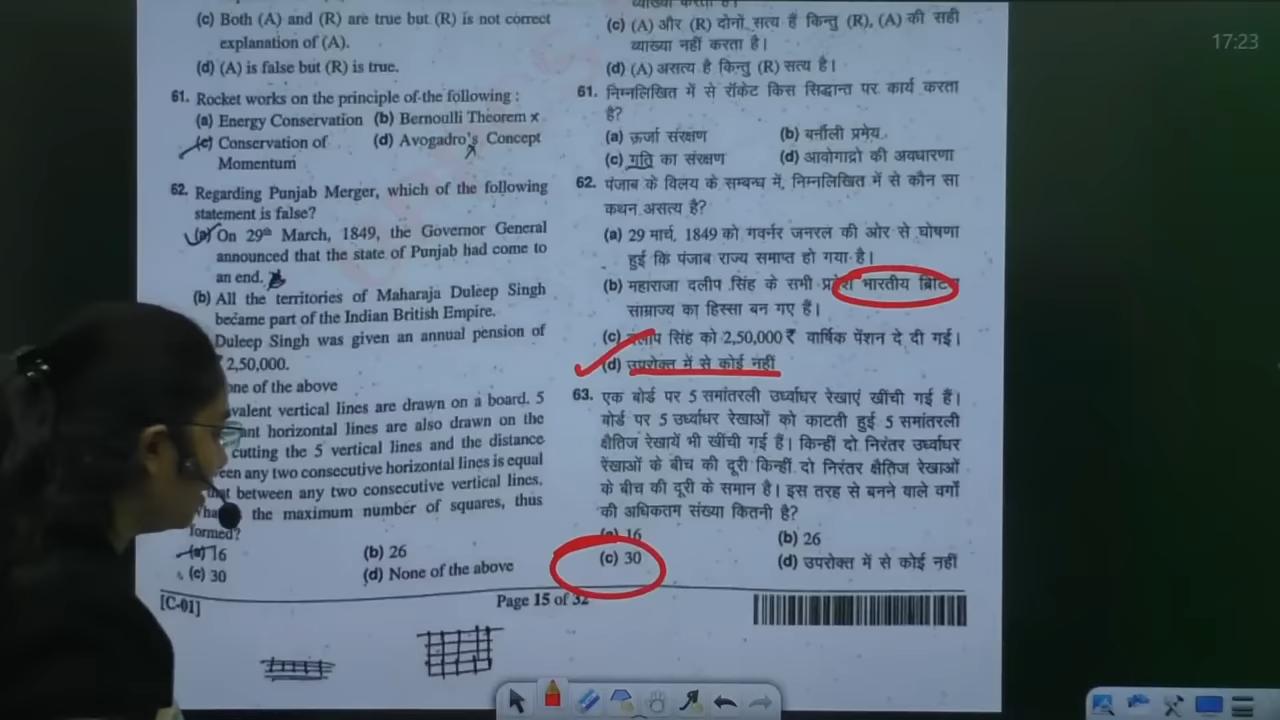 (c) Both (A) and (R) are true but (R) is not correct
explanation of (A).
(d) (A) is false but (R) is true.
61. Rocket works on the principle of the following :
(a) Energy Conservation (b) Bernoulli Theorem x
(c) Conservation of (d) Avogadro's Concept
Momentum
62. Regarding Punjab Merger, which of the following
statement is false?
(a) On 29th March, 1849, the Governor General
announced that the state of Punjab had come to
an end.
(b) All the territories of Maharaja Duleep Singh
became part of the Indian British Empire.
Duleep Singh was given an annual pension of
2,50,000.
one of the above
valent vertical lines are drawn on a board. 5
horizontal lines are also drawn on the
cutting the 5 vertical lines and the distance
any two consecutive horizontal lines is equal
between any two consecutive vertical lines.
the maximum number of squares, thus
formed?
(a) 16 (b) 26
(c) 30 (d) None of the above
[C-01] Page 15 of 32
(c) (A) और (R) दोनों सत्य हैं किन्तु (R), (A) की सही
व्याख्या नहीं करता है।
(d) (A) असत्य है किन्तु (R) सत्य है।
61. निम्नलिखित में से रॉकेट किस सिद्धान्त पर कार्य करता
है?
(a) ऊर्जा संरक्षण (b) बर्नौली प्रमेय
(c) गति का संरक्षण (d) आवोगाद्रो की अवधारणा
62. पंजाब के विलय के सम्बन्ध में, निम्नलिखित में से कौन सा
कथन असत्य है?
(a) 29 मार्च, 1849 को गवर्नर जनरल की ओर से घोषणा
हुई कि पंजाब राज्य समाप्त हो गया है।
(b) महाराजा दलीप सिंह के सभी प्रदेश भारतीय ब्रिटिश
साम्राज्य का हिस्सा बन गए हैं।
(c) दलीप सिंह को 2,50,000 ₹ वार्षिक पेंशन दे दी गई।
(d) उपरोक्त में से कोई नहीं
63. एक बोर्ड पर 5 समांतरली उर्ध्वाधर रेखाएं खींची गई हैं।
बोर्ड पर 5 उर्ध्वाधर रेखाओं को काटती हुई 5 समांतरली
क्षैतिज रेखायें भी खींची गई हैं। किन्हीं दो निरंतर उर्ध्वाधर
रेखाओं के बीच की दूरी किन्हीं दो निरंतर क्षैतिज रेखाओं
के बीच की दूरी के समान है। इस तरह से बनने वाले वर्गों
की अधिकतम संख्या कितनी है?
(a) 16 (b) 26
(c) 30 (d) उपरोक्त में से कोई नहीं
17:23